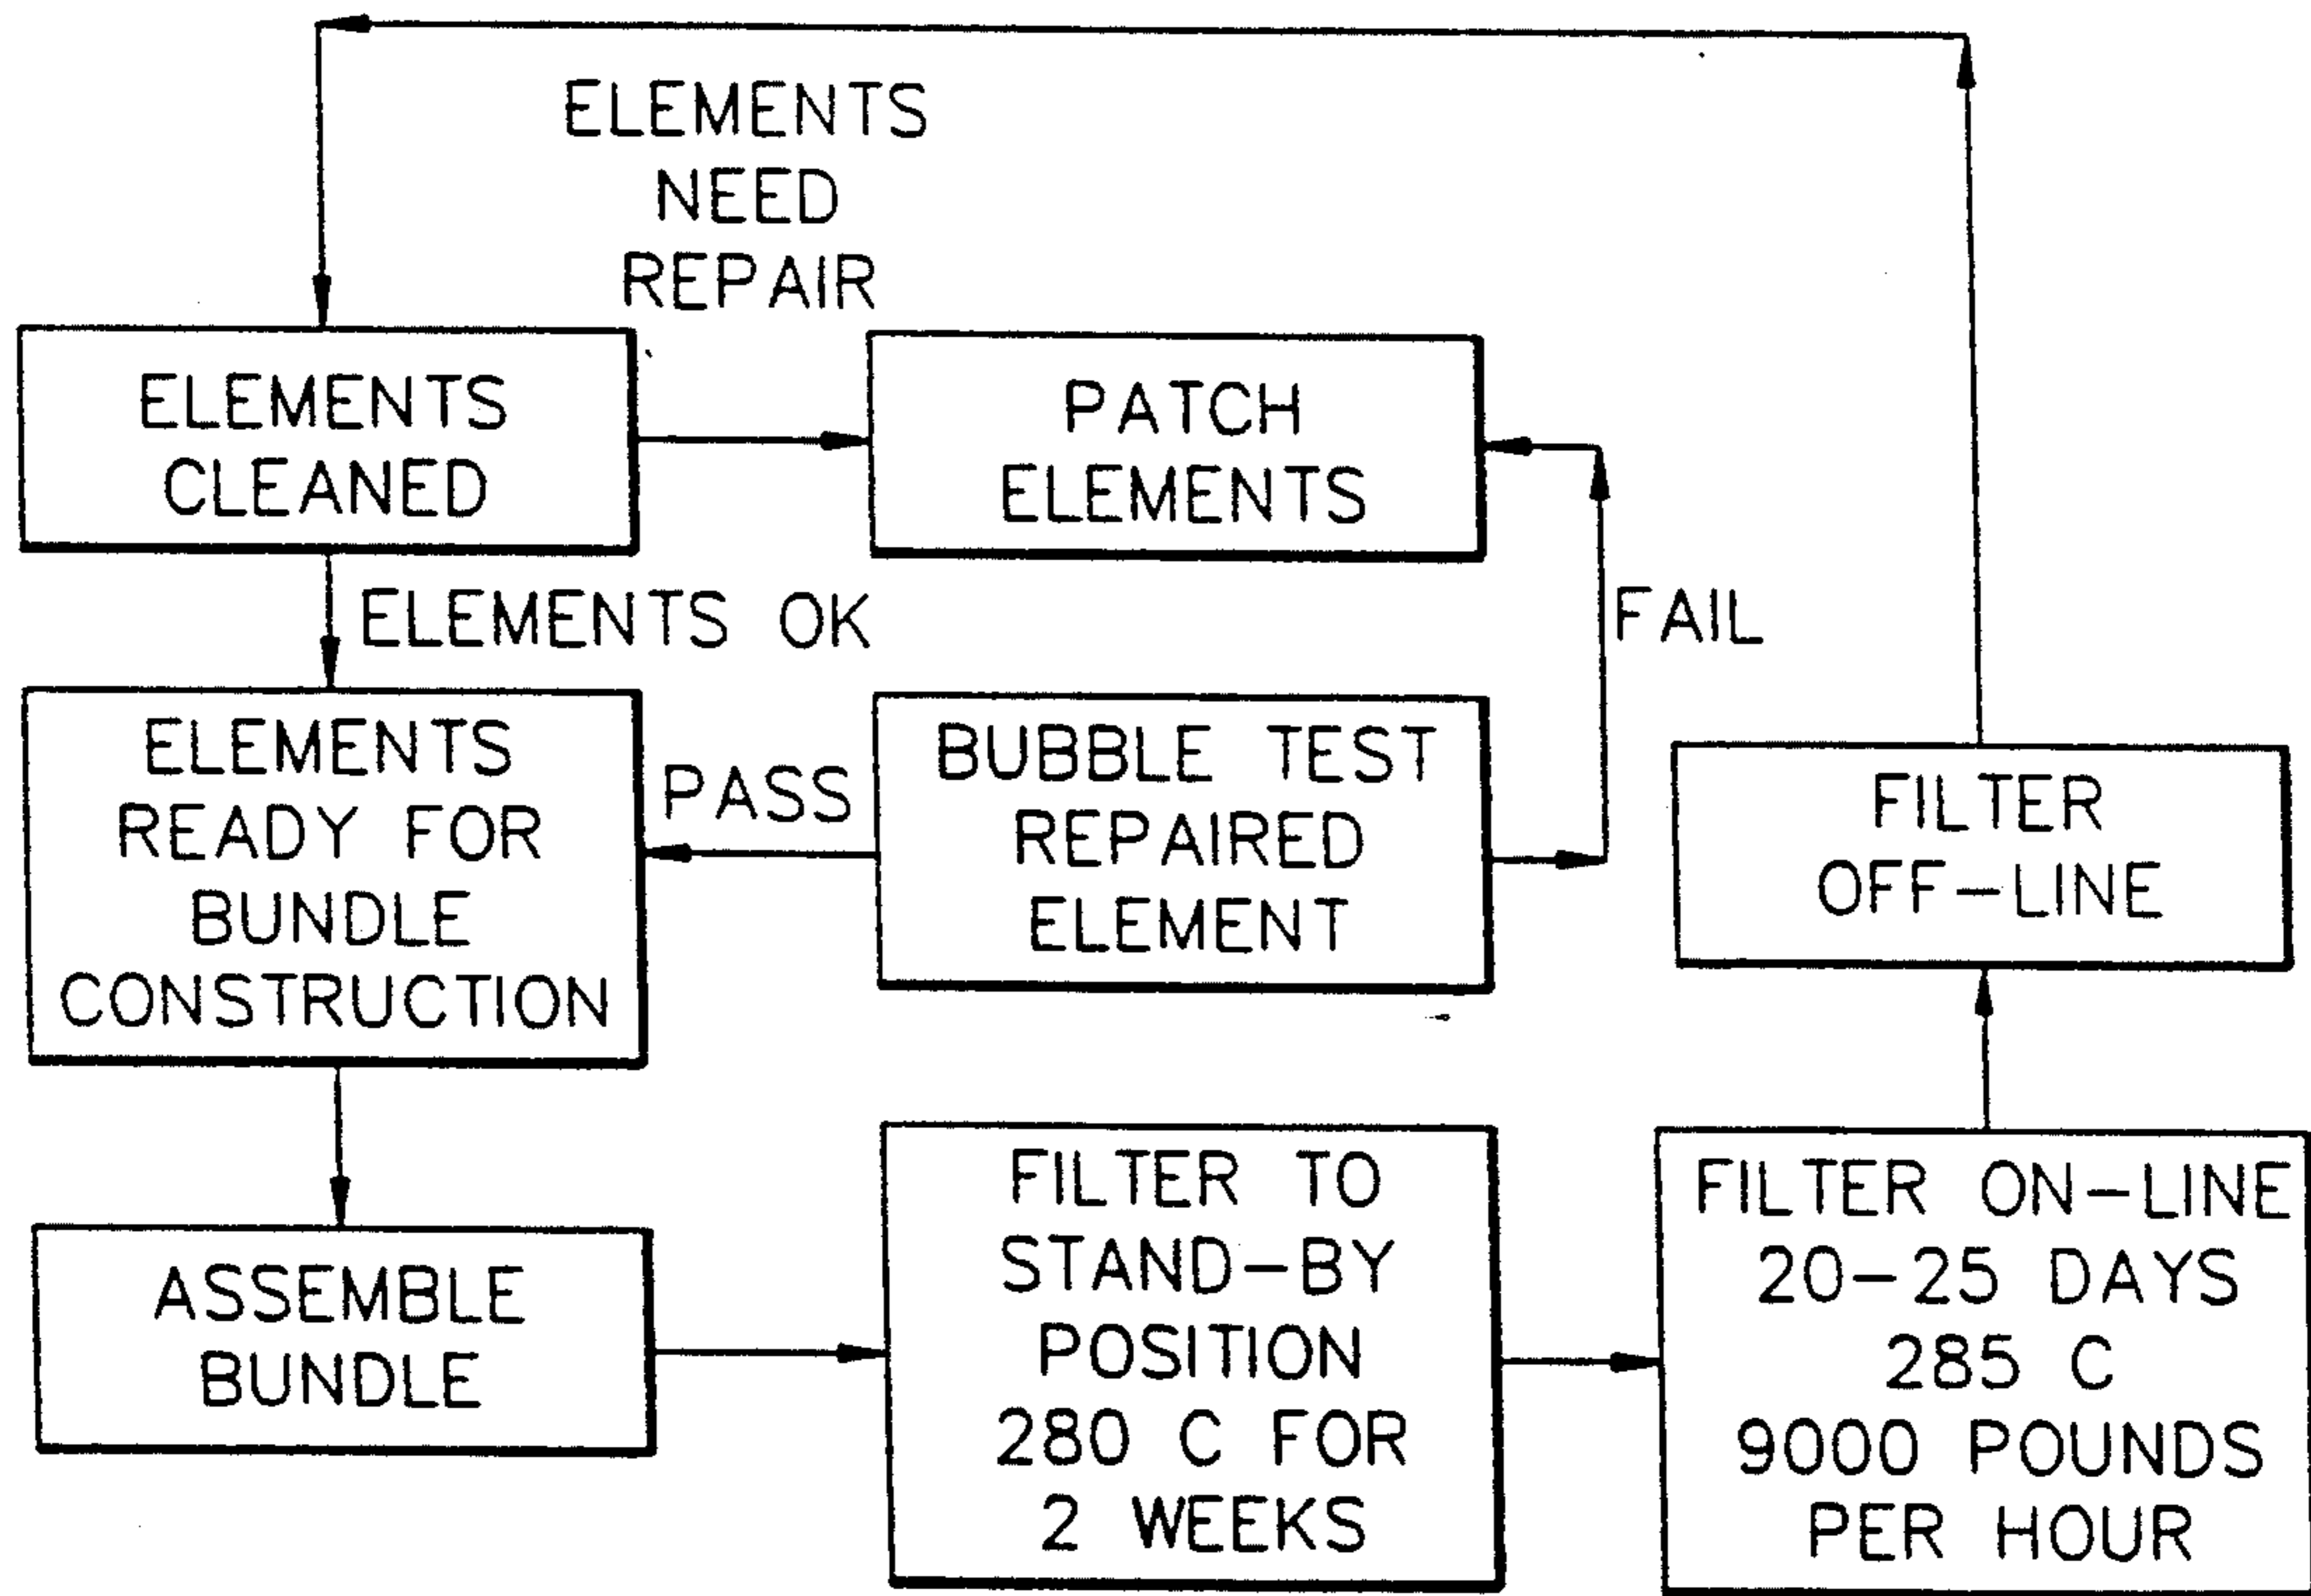 ELEMENTS
NEED
REPAIR
ELEMENTS
CLEANED
PATCH
ELEMENTS
ELEMENTS OK
FAIL
ELEMENTS
READY FOR
BUNDLE
CONSTRUCTION
PASS
BUBBLE TEST
REPAIRED
ELEMENT
FILTER
OFF-LINE
ASSEMBLE
BUNDLE
FILTER TO
STAND-BY
POSITION
280 C FOR
2 WEEKS
FILTER ON-LINE
20-25 DAYS
285 C
9000 POUNDS
PER HOUR